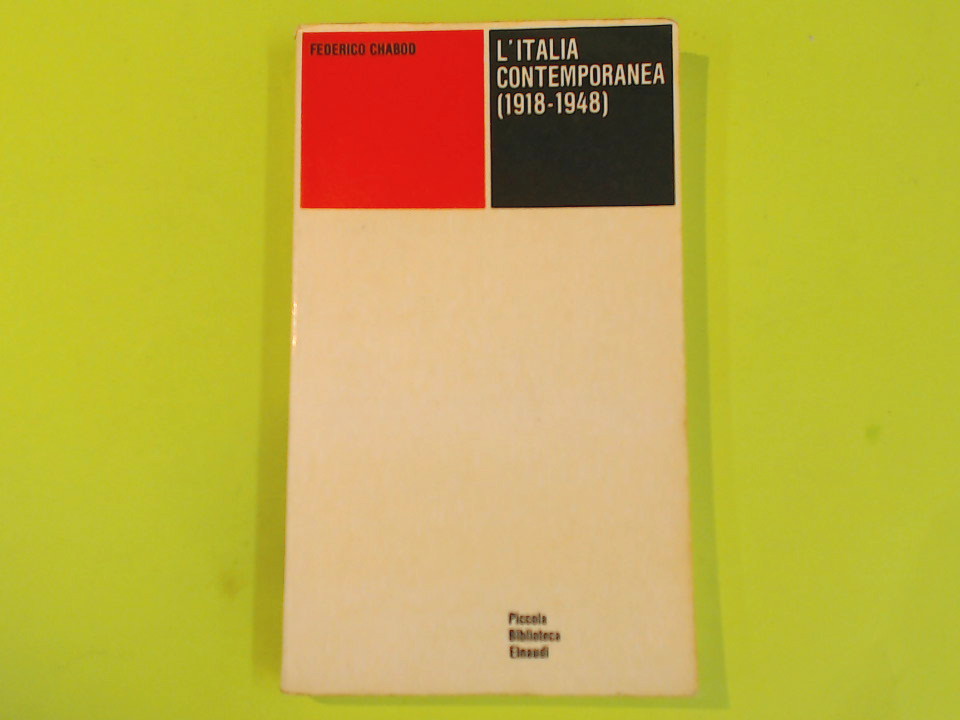 FEDERICO CHABOD
L'ITALIA
CONTEMPORANEA
(1918-1948)
Piccola
Biblioteca
Einaudi